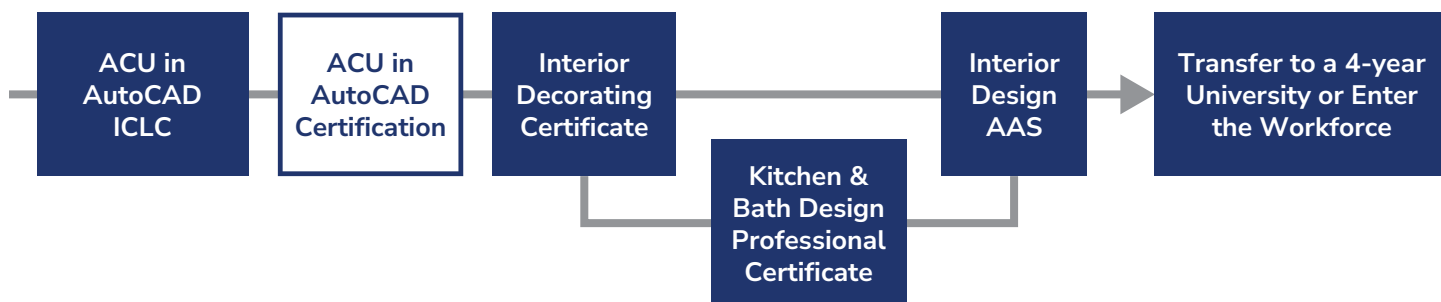 ACU in
AutoCAD
ICLC
ACU in
AutoCAD
Certification
Interior
Decorating
Certificate
Kitchen &
Bath Design
Professional
Certificate
Interior
Design
AAS
Transfer to a 4-year
University or Enter
the Workforce